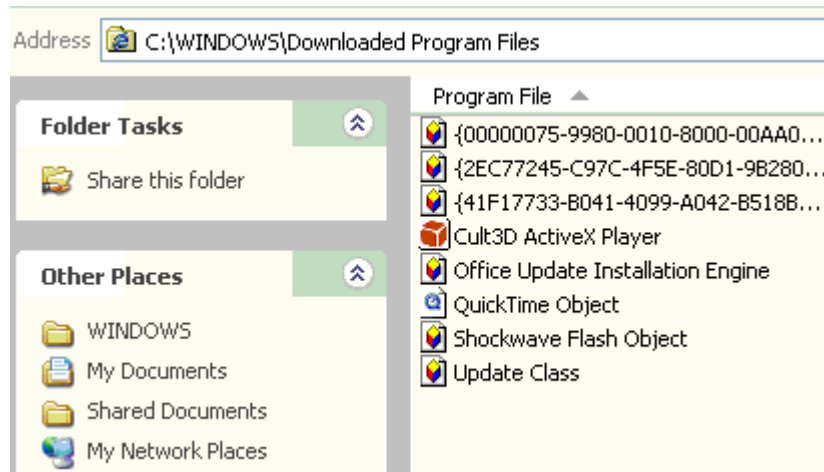 Address C:\WINDOWS\Downloaded Program Files
Folder Tasks
Share this folder
Other Places
WINDOWS
My Documents
Shared Documents
My Network Places
Program File
{00000075-9980-0010-8000-00AA0...
{2EC77245-C97C-4F5E-80D1-9B280...
{41F17733-B041-4099-A042-B518B...
Cult3D ActiveX Player
Office Update Installation Engine
QuickTime Object
Shockwave Flash Object
Update Class